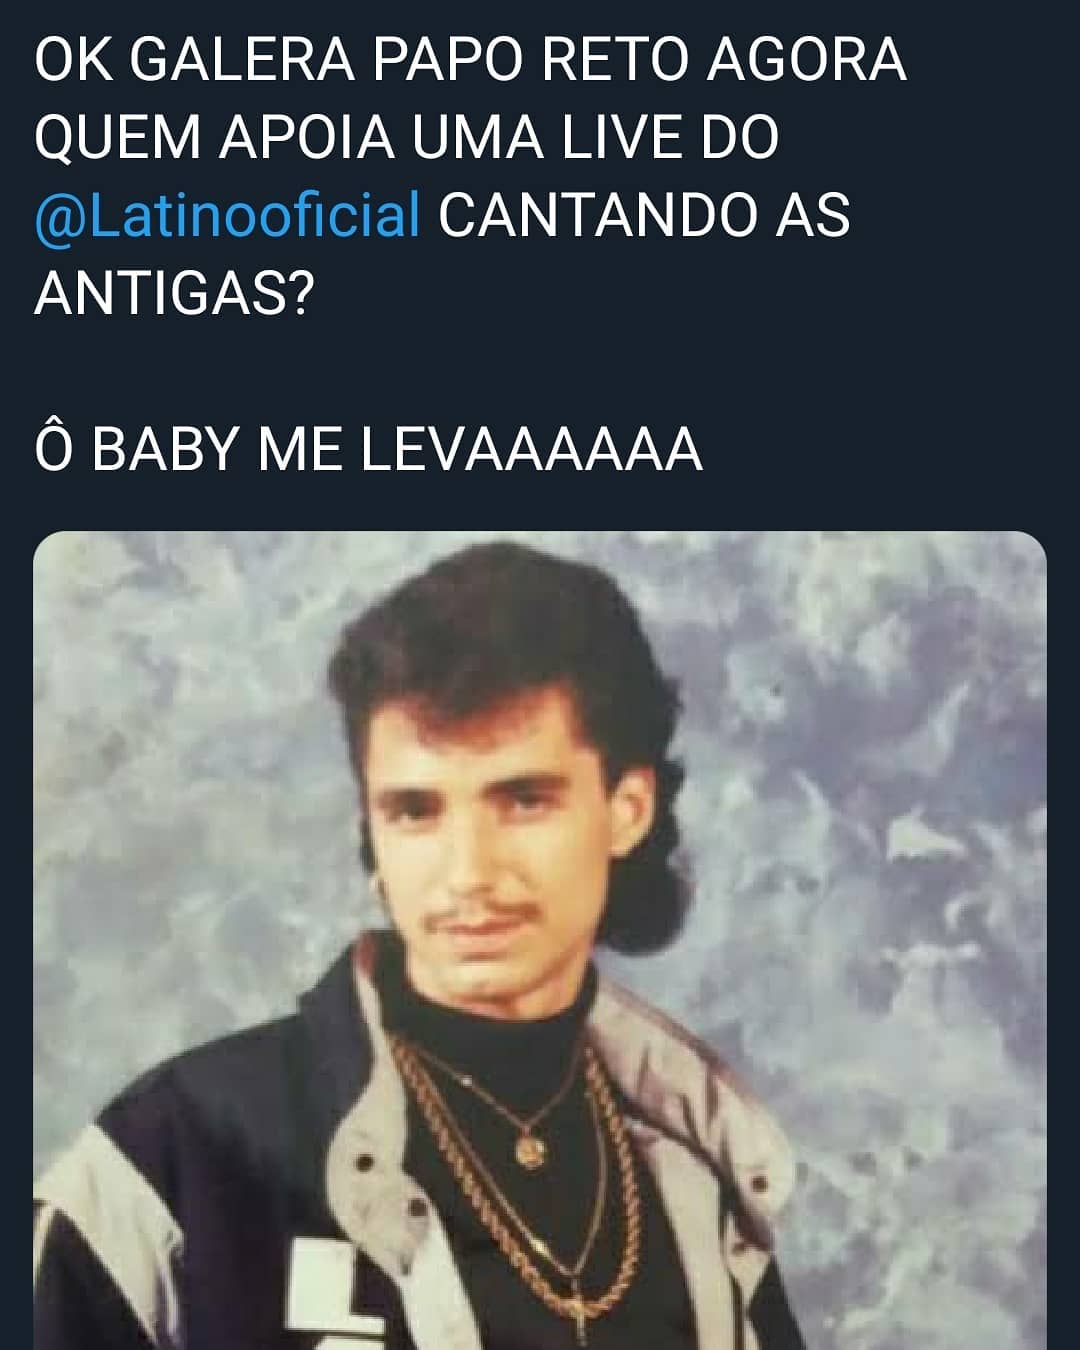 OK GALERA PAPO RETO AGORA
QUEM APOIA UMA LIVE DO
@Latinooficial CANTANDO AS
ANTIGAS?
Ô BABY ME LEVAAAAAA